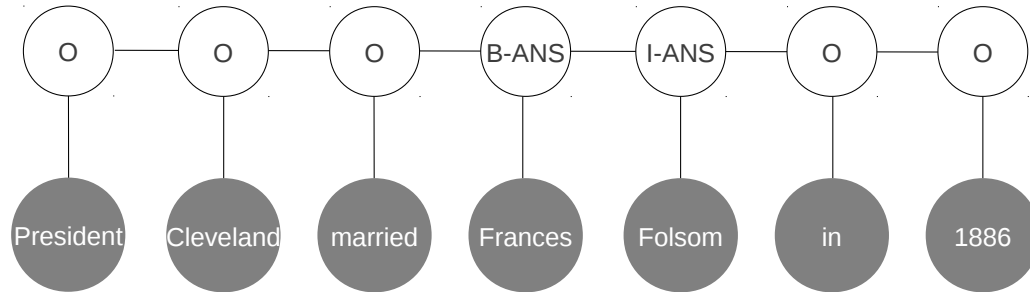 O O O B-ANS I-ANS O O
President Cleveland married Frances Folsom in 1886